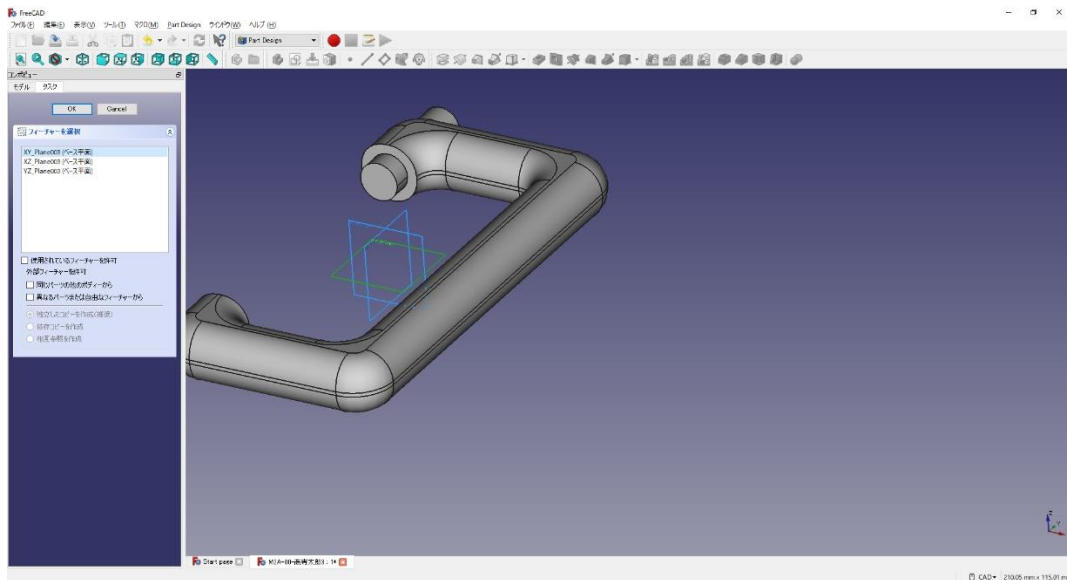 FreeCAD
ファイル(F) 編集(E) 表示(V) ツール(T) マクロ(M) Part Design ウインドウ(W) ヘルプ(H)
Part Design
コンボビュー
モデル タスク
OK Cancel
フィーチャーを選択
XY_Plane003 (ベース平面)
XZ_Plane003 (ベース平面)
YZ_Plane003 (ベース平面)
使用されているフィーチャーを許可
外部フィーチャーを許可
同じパーツの他のボディーから
異なるパーツまたは自由なフィーチャーから
独立したコピーを作成(推奨)
依存コピーを作成
相互参照を作成
Z
Y
Start page
CAD 210.05 mm x 115.01 m